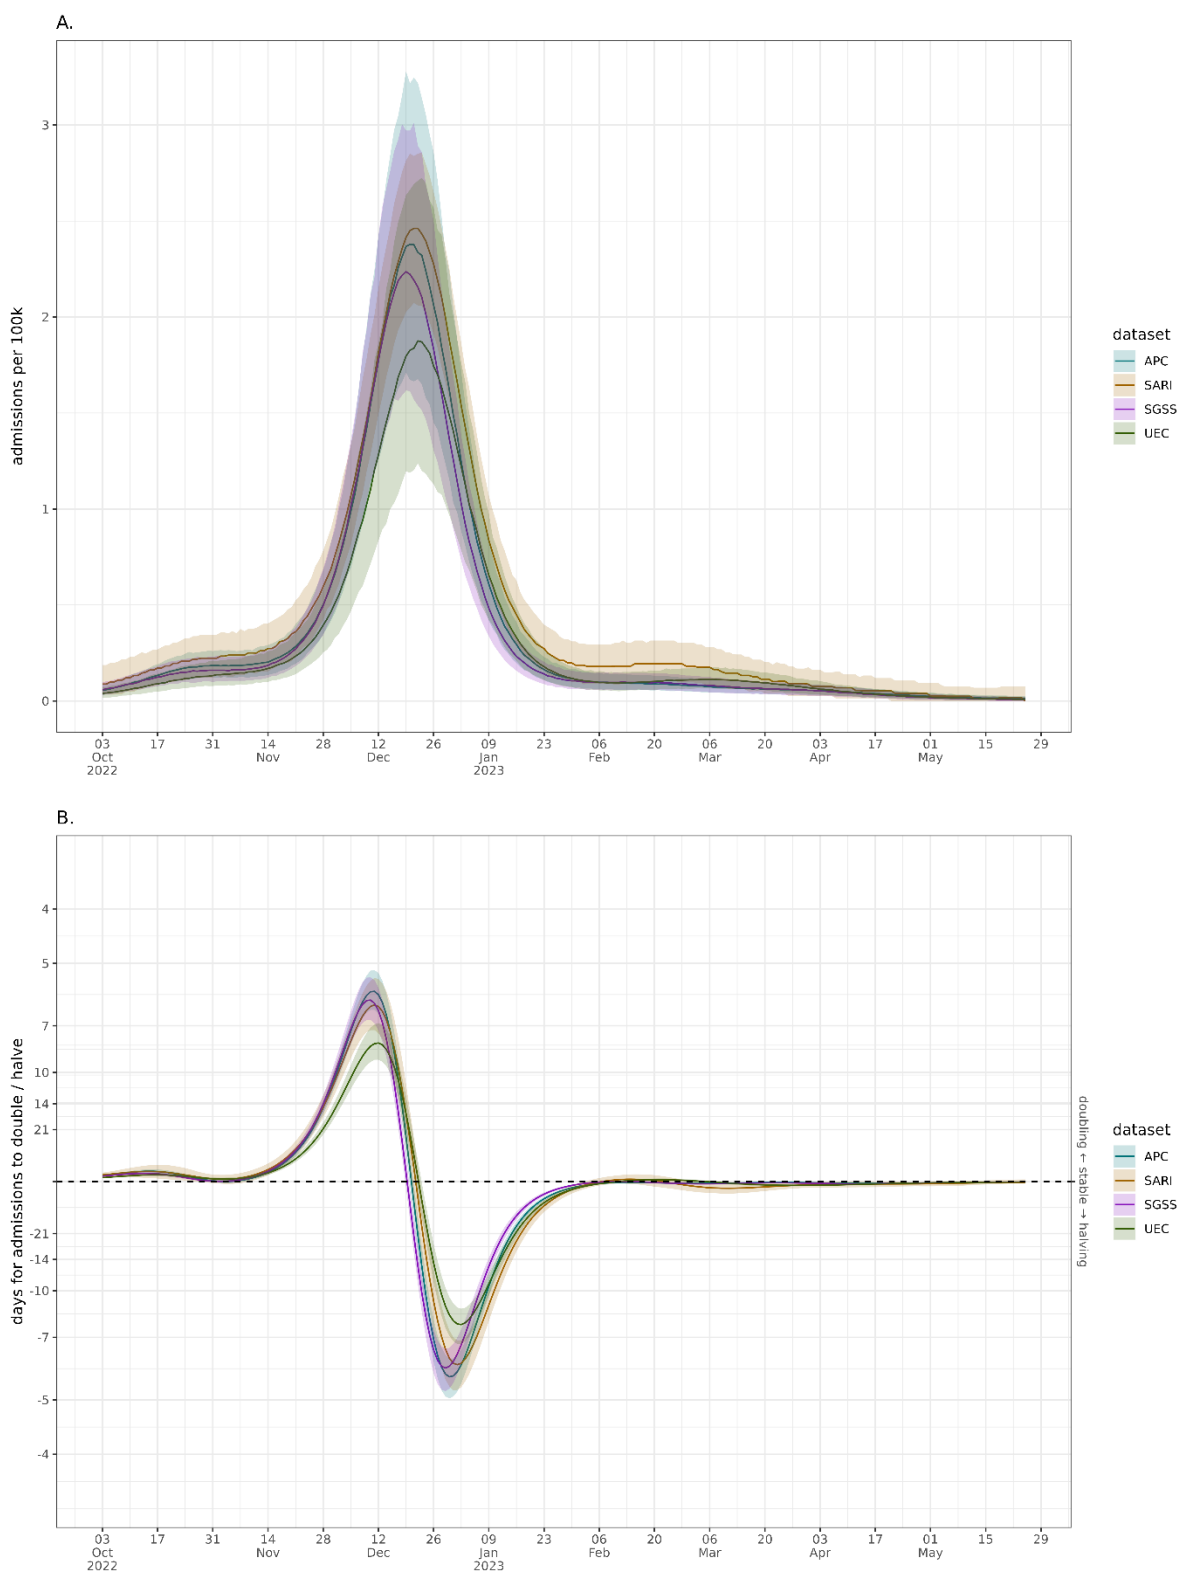 A.
admissions per 100k
3
2
1
0
03 17 31 14 28 12 26 09 23 06 20 06 20 03 17 01 15 29
Oct Nov Dec Jan Feb Mar Apr May
2022 2023
dataset
APC
SARI
SGSS
UEC
B.
days for admissions to double / halve
4
5
7
10
14
21
-21
-14
-10
-7
-5
-4
doubling ← stable → halving
03 17 31 14 28 12 26 09 23 06 20 06 20 03 17 01 15 29
Oct Nov Dec Jan Feb Mar Apr May
2022 2023
dataset
APC
SARI
SGSS
UEC